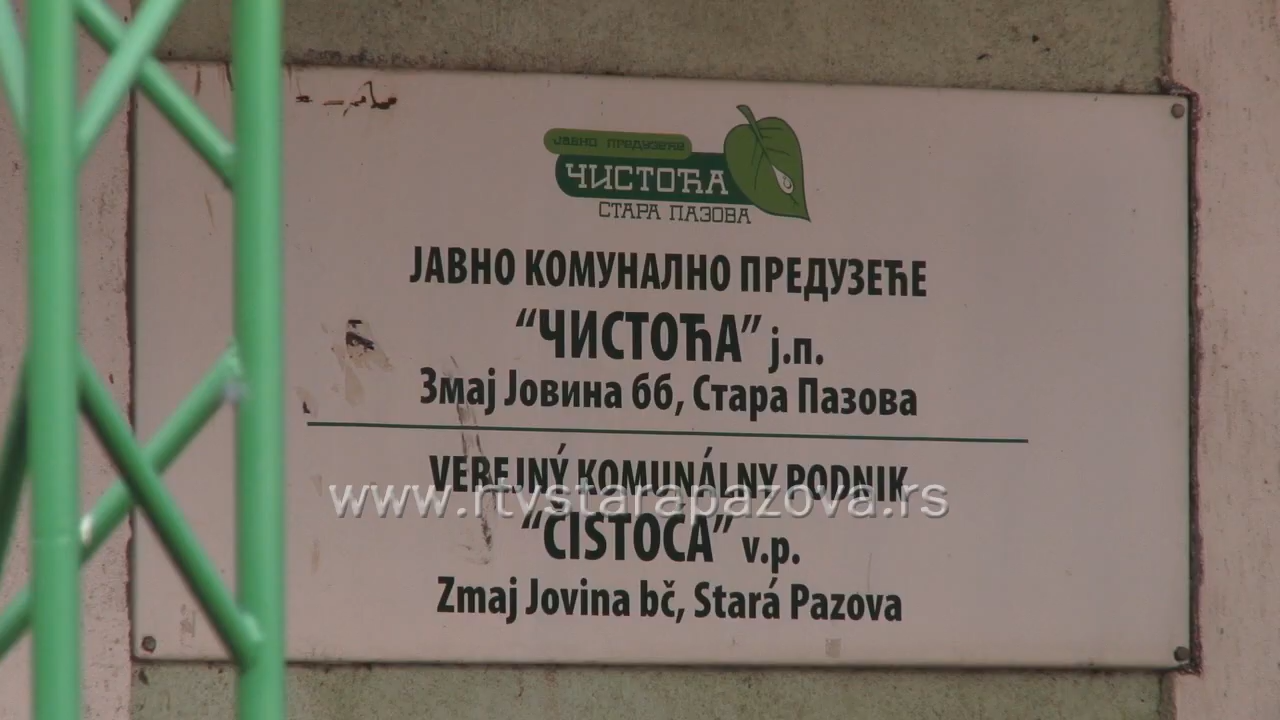 ЈАВНО ПРЕДУЗЕЋЕ
ЧИСТОЋА
СТАРА ПАЗОВА
ЈАВНО КОМУНАЛНО ПРЕДУЗЕЋЕ
“ЧИСТОЋА” ј.п.
Змај Јовина бб, Стара Пазова
VEREJNÝ KOMUNÁLNY PODNIK
www.rtvstarapazova.rs
“ČISTOĆA” v.p.
Zmaj Jovina bč, Stará Pazova